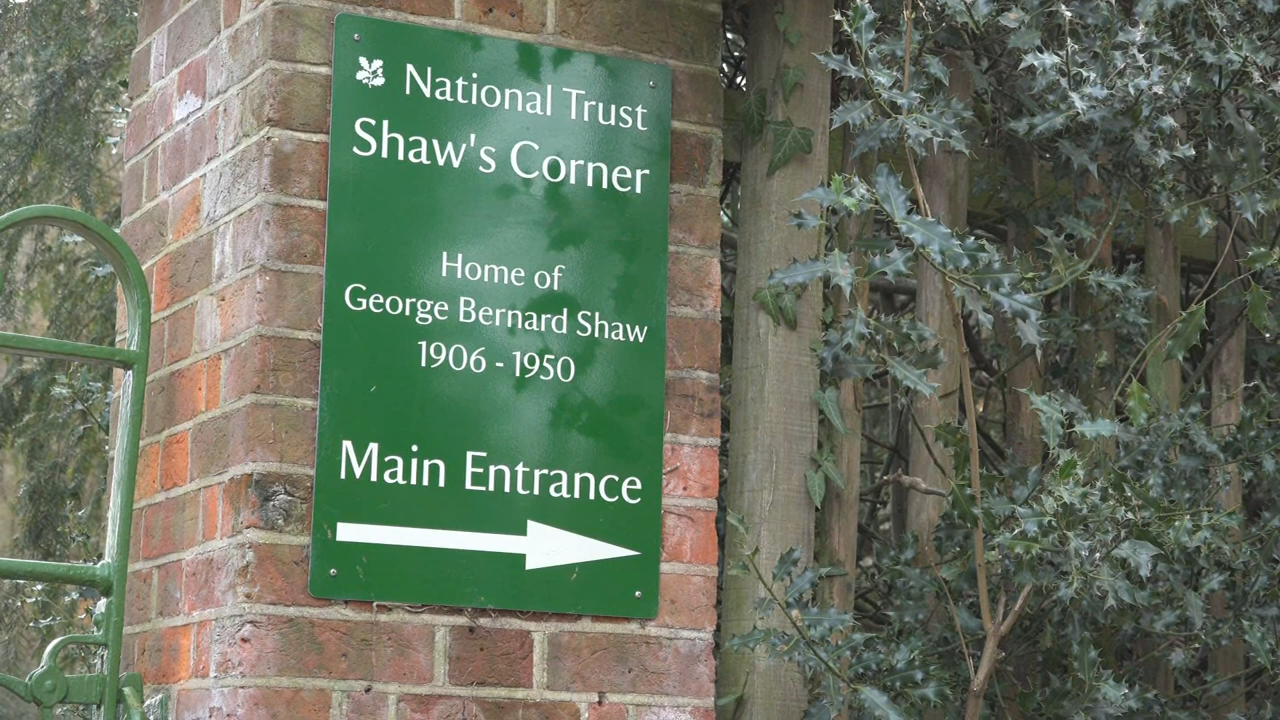 National Trust
Shaw's Corner
Home of
George Bernard Shaw
1906 - 1950
Main Entrance